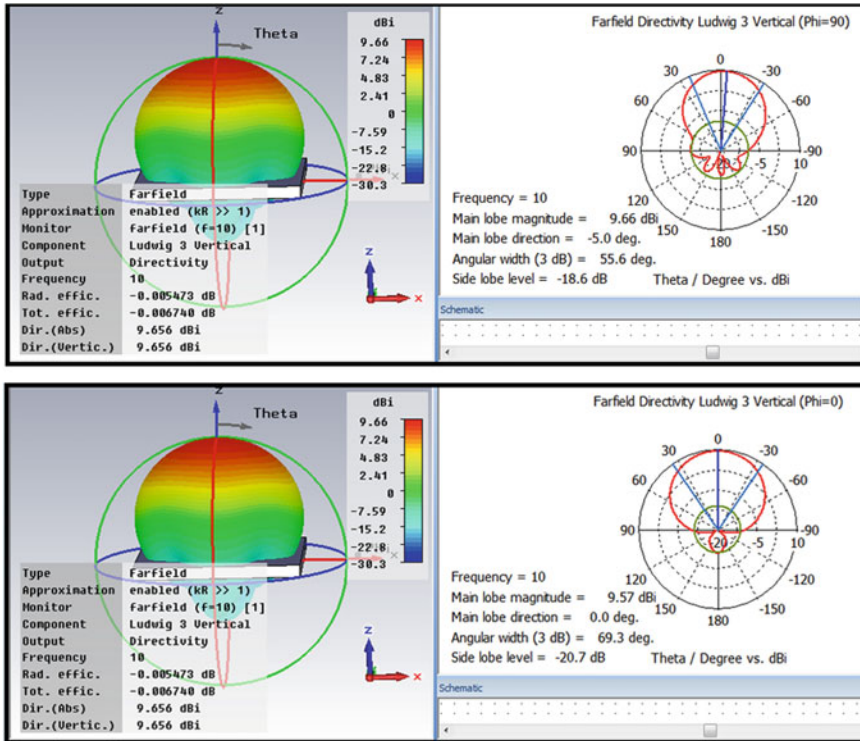 dBi
9.66
7.24
4.83
2.41
0
-7.59
-15.2
-22.8
-30.3
z
Theta
x
Type Farfield
Approximation enabled (kR >> 1)
Monitor farfield (f=10) [1]
Component Ludwig 3 Vertical
Output Directivity
Frequency 10
Rad. effic. -0.005473 dB
Tot. effic. -0.006740 dB
Dir.(Abs) 9.656 dBi
Dir.(Vertic.) 9.656 dBi
z
x
Farfield Directivity Ludwig 3 Vertical (Phi=90)
0
30 -30
60 -60
90 -5 10 -90
120 -120
150 -150
180
Frequency = 10
Main lobe magnitude = 9.66 dBi
Main lobe direction = -5.0 deg.
Angular width (3 dB) = 55.6 deg.
Side lobe level = -18.6 dB
Theta / Degree vs. dBi
Schematic
dBi
9.66
7.24
4.83
2.41
0
-7.59
-15.2
-22.8
-30.3
z
Theta
x
Type Farfield
Approximation enabled (kR >> 1)
Monitor farfield (f=10) [1]
Component Ludwig 3 Vertical
Output Directivity
Frequency 10
Rad. effic. -0.005473 dB
Tot. effic. -0.006740 dB
Dir.(Abs) 9.656 dBi
Dir.(Vertic.) 9.656 dBi
z
x
Farfield Directivity Ludwig 3 Vertical (Phi=0)
0
30 -30
60 -60
90 -20 -5 10 -90
120 -120
150 -150
180
Frequency = 10
Main lobe magnitude = 9.57 dBi
Main lobe direction = 0.0 deg.
Angular width (3 dB) = 69.3 deg.
Side lobe level = -20.7 dB
Theta / Degree vs. dBi
Schematic